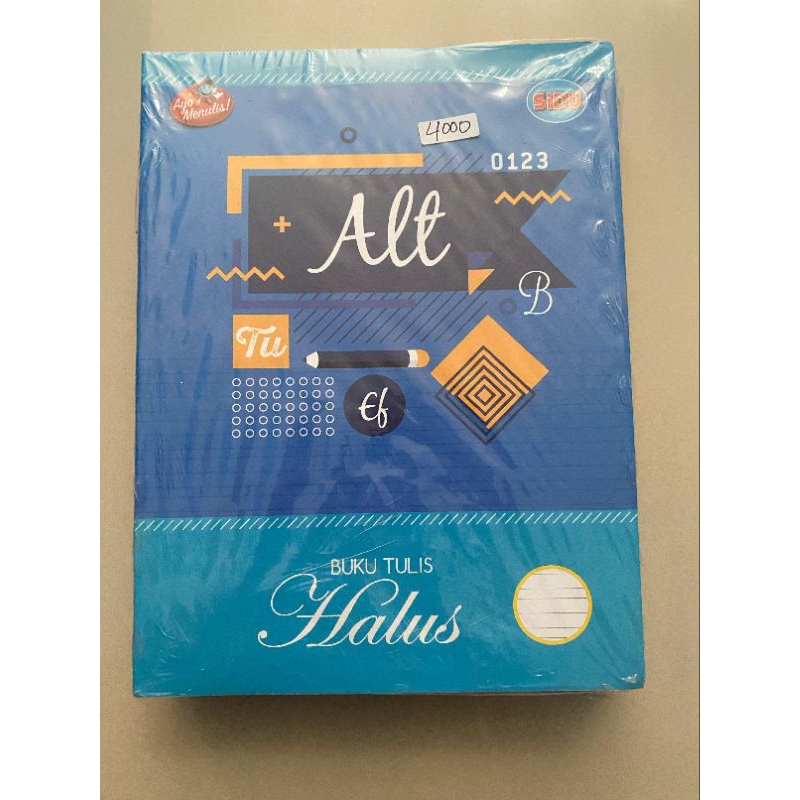 Ayo
Menulis!
SiDU
4000
0123
Alt
B
Tu
Ef
BUKU TULIS
Halus